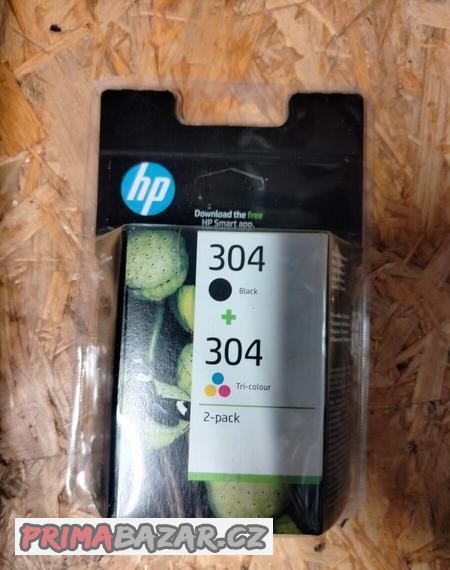 hp
Download the free
HP Smart app.
304
Black
+
304
Tri-colour
2-pack
PRIMABAZAR.CZ